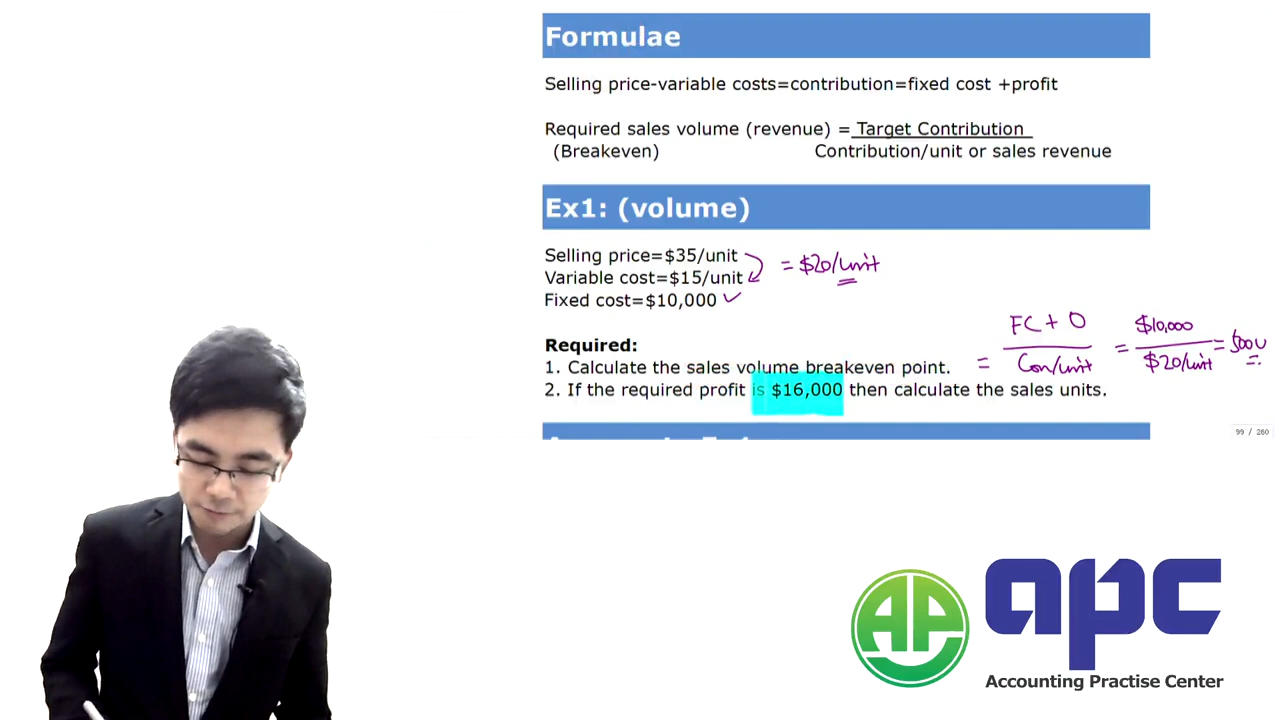 Formulae
Selling price-variable costs=contribution=fixed cost +profit
Required sales volume (revenue) = Target Contribution
(Breakeven) Contribution/unit or sales revenue
Ex1: (volume)
Selling price=$35/unit
Variable cost=$15/unit
= $20/unit
Fixed cost=$10,000
Required:
1. Calculate the sales volume breakeven point.
= FC + 0
Con/unit
= $10,000
$20/unit
= 500u
2. If the required profit is $16,000 then calculate the sales units.
99 / 260
AP
apc
Accounting Practise Center